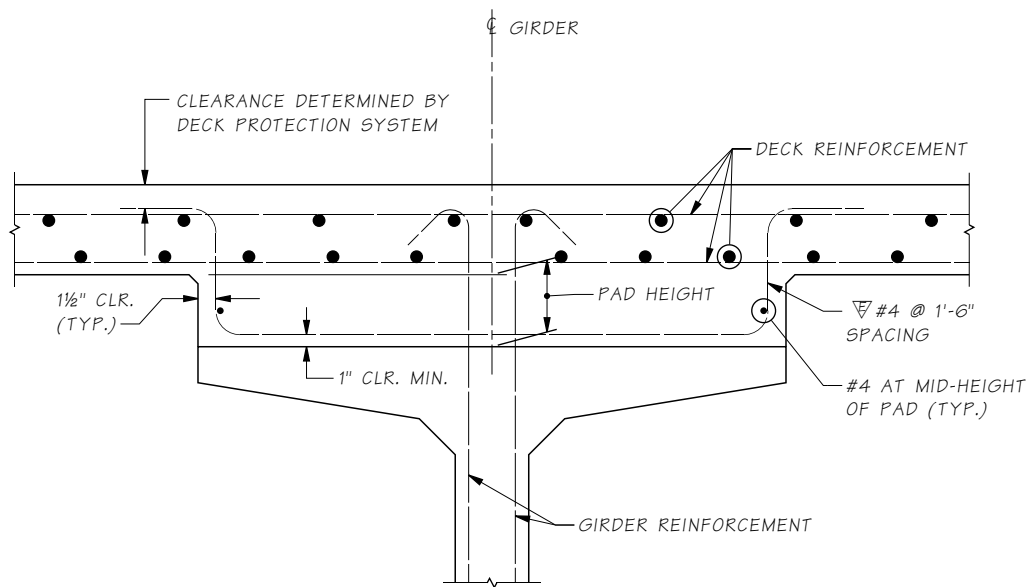 ℄ GIRDER
CLEARANCE DETERMINED BY
DECK PROTECTION SYSTEM
DECK REINFORCEMENT
1½" CLR.
(TYP.)
PAD HEIGHT
E #4 @ 1'-6"
SPACING
1" CLR. MIN.
#4 AT MID-HEIGHT
OF PAD (TYP.)
GIRDER REINFORCEMENT